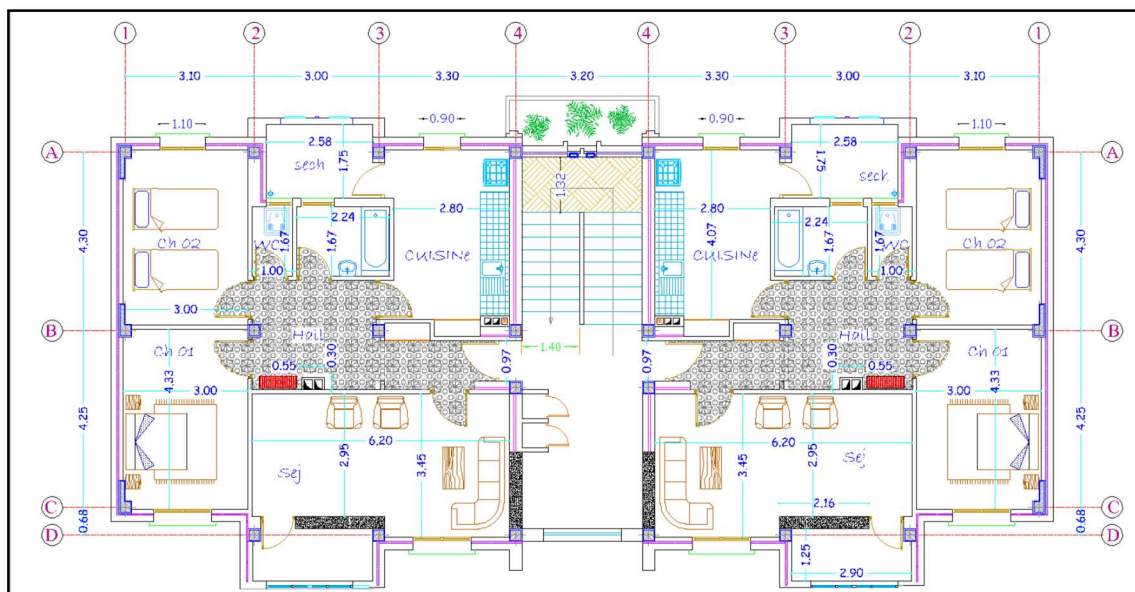 1 2 3 4 4 3 2 1
3.10 3.00 3.30 3.20 3.30 3.00 3.10
1.10 0.90 0.90 1.10
A 2.58 2.58 A
sech 1.75 1.32 1.75 sech
2.80 2.80
2.24 2.24
4.30 Ch 02 WC 1.67 1.67 CUISINE 4.07 CUISINE 1.67 1.67 WC Ch 02 4.30
1.00 1.00
3.00 3.00
B Hall Hall B
Ch 01 1.40 Ch 01
0.55 0.30 0.97 0.97 0.30 0.55
4.33 3.00 3.00 4.33
4.25 6.20 6.20 4.25
Sej 2.95 3.45 3.45 2.95 Sej
2.16
C C
0.68 0.68
D D
1.25
2.90